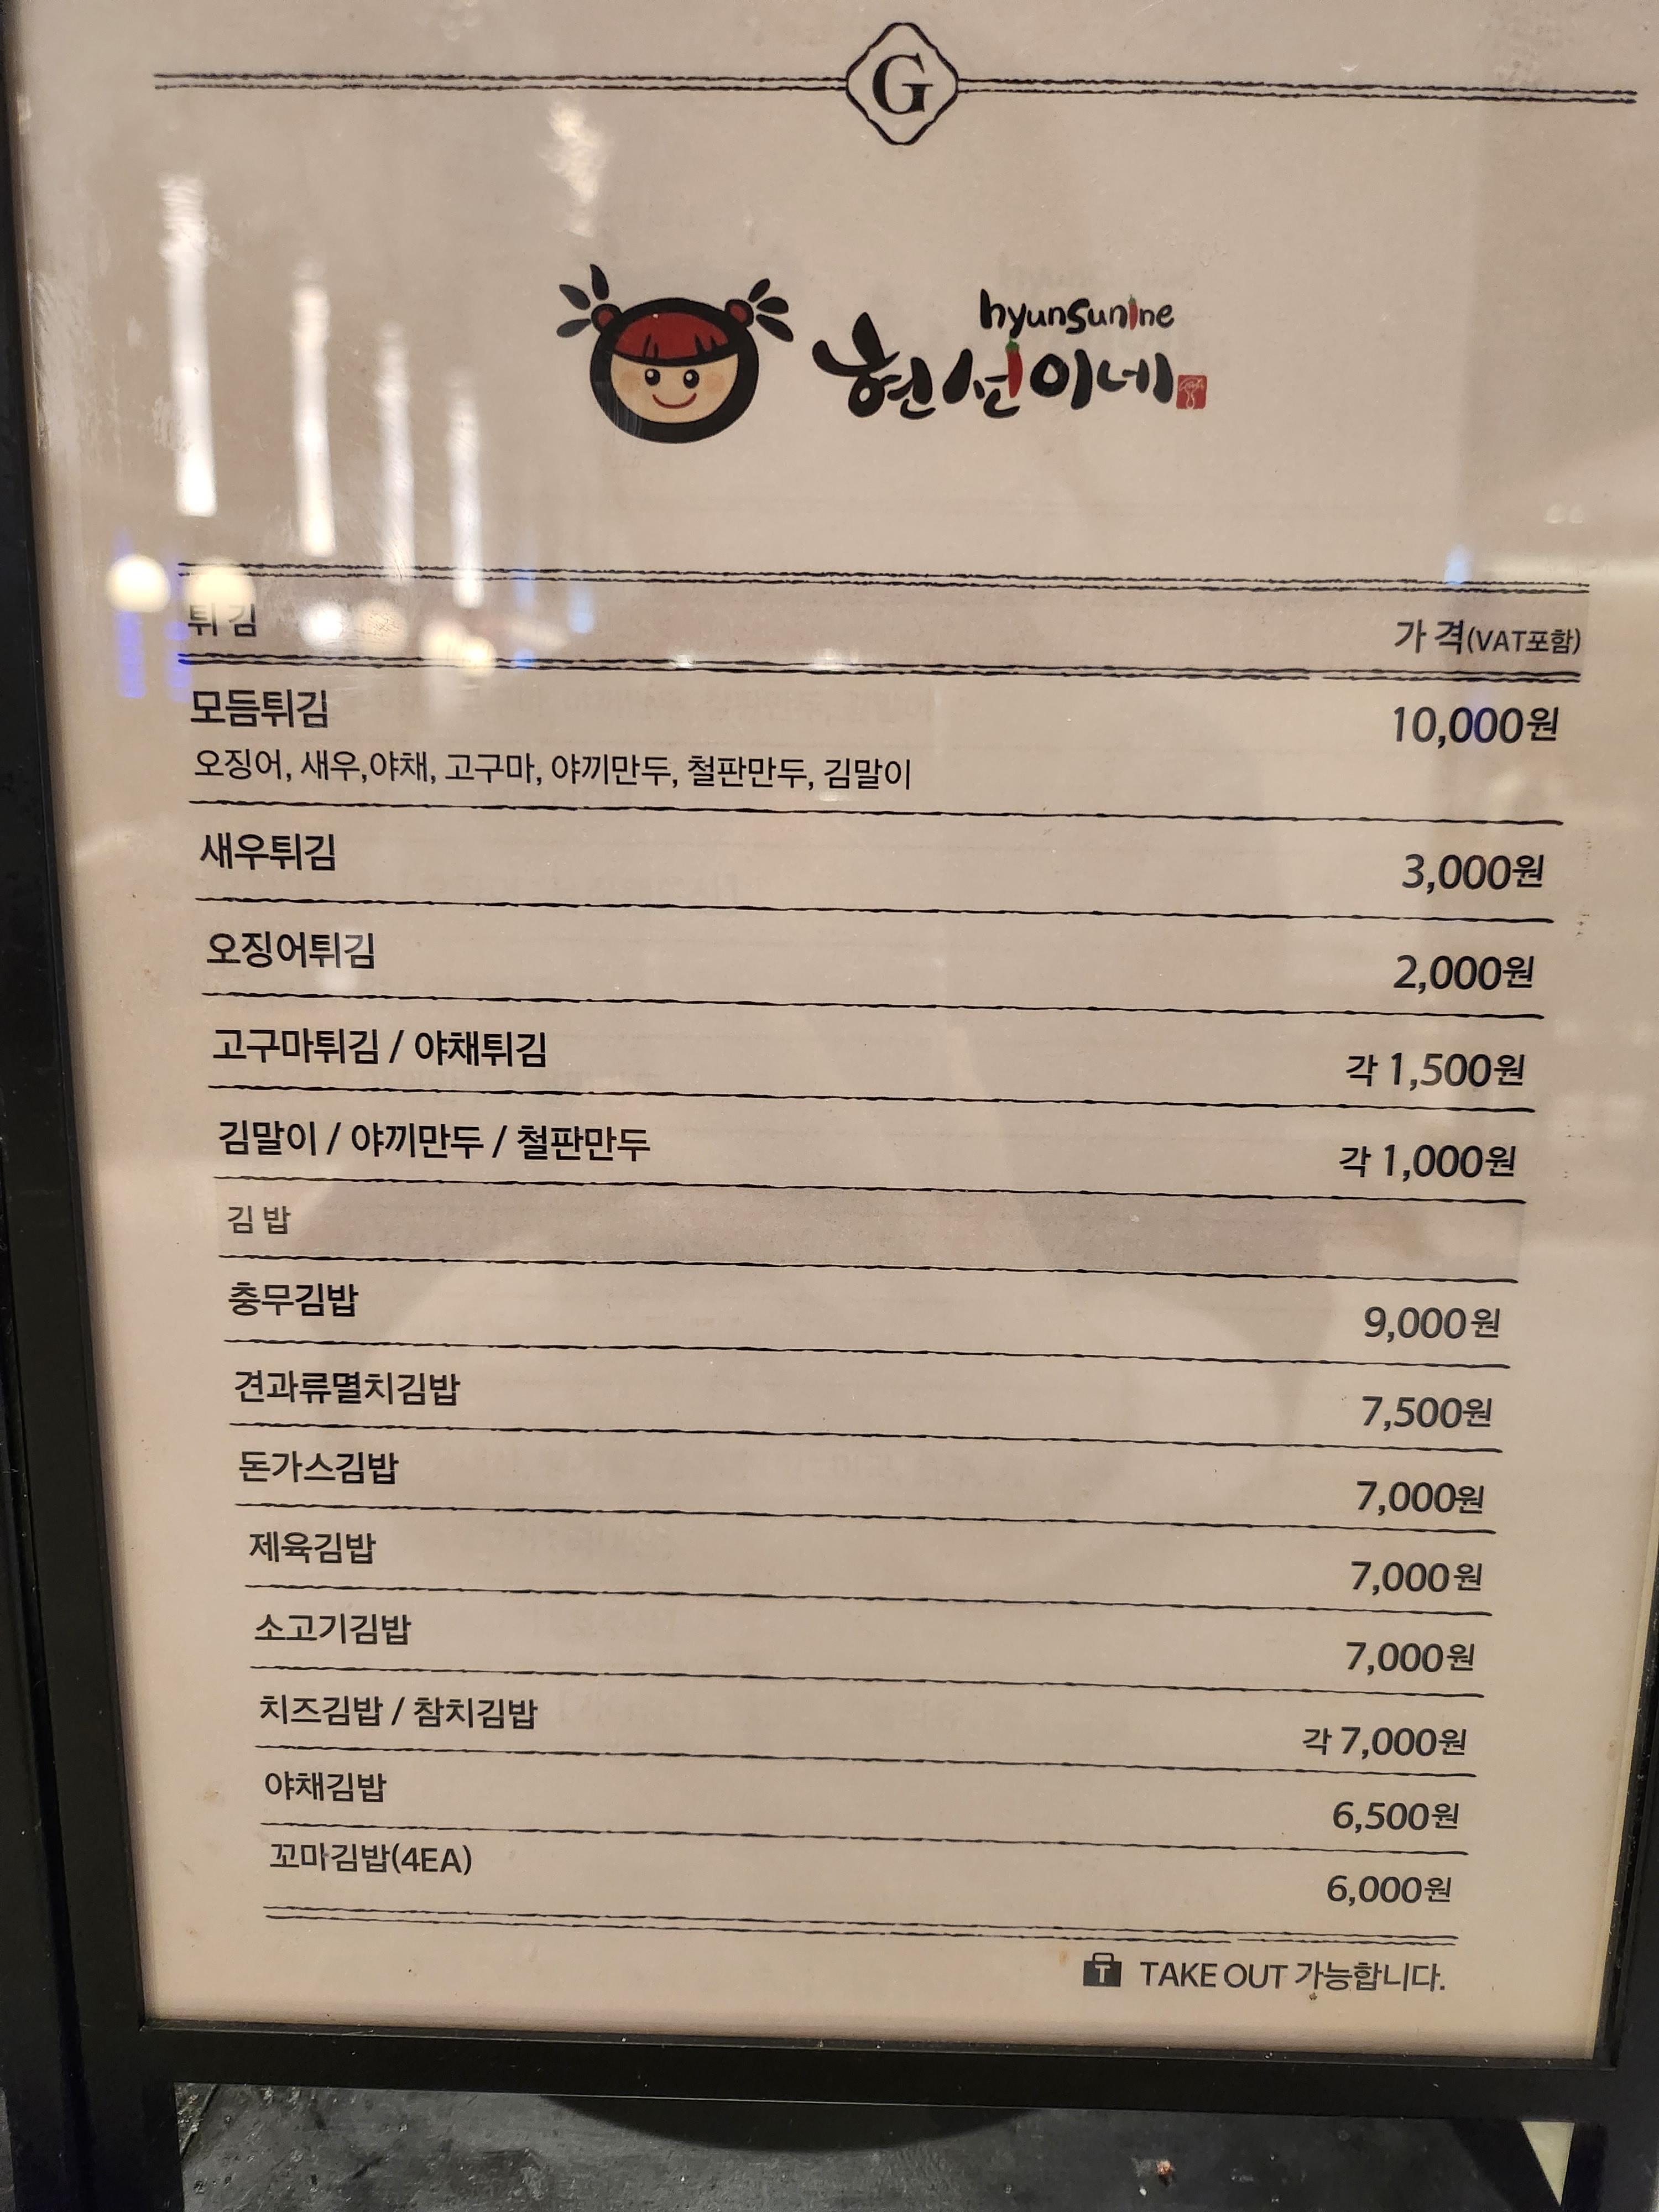 G
hyunsunine
현선이네
튀 김 가 격(VAT포함)
모듬튀김 10,000원
오징어, 새우,야채, 고구마, 야끼만두, 철판만두, 김말이
새우튀김 3,000원
오징어튀김 2,000원
고구마튀김 / 야채튀김 각 1,500원
김말이 / 야끼만두 / 철판만두 각 1,000원
김 밥
충무김밥 9,000원
견과류멸치김밥 7,500원
돈가스김밥 7,000원
제육김밥 7,000원
소고기김밥 7,000원
치즈김밥 / 참치김밥 각 7,000원
야채김밥 6,500원
꼬마김밥(4EA) 6,000원
T TAKE OUT 가능합니다.